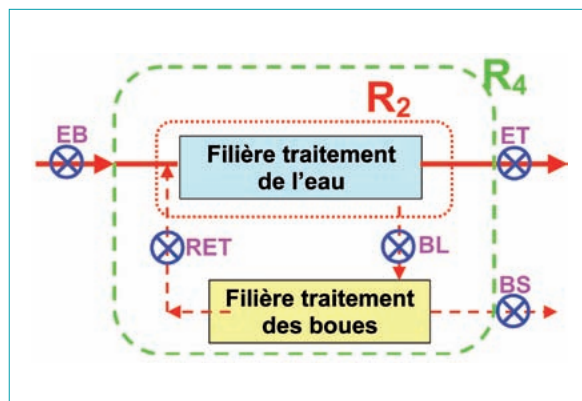 R4
R2
EB
ET
Filière traitement
de l'eau
RET
BL
BS
Filière traitement
des boues